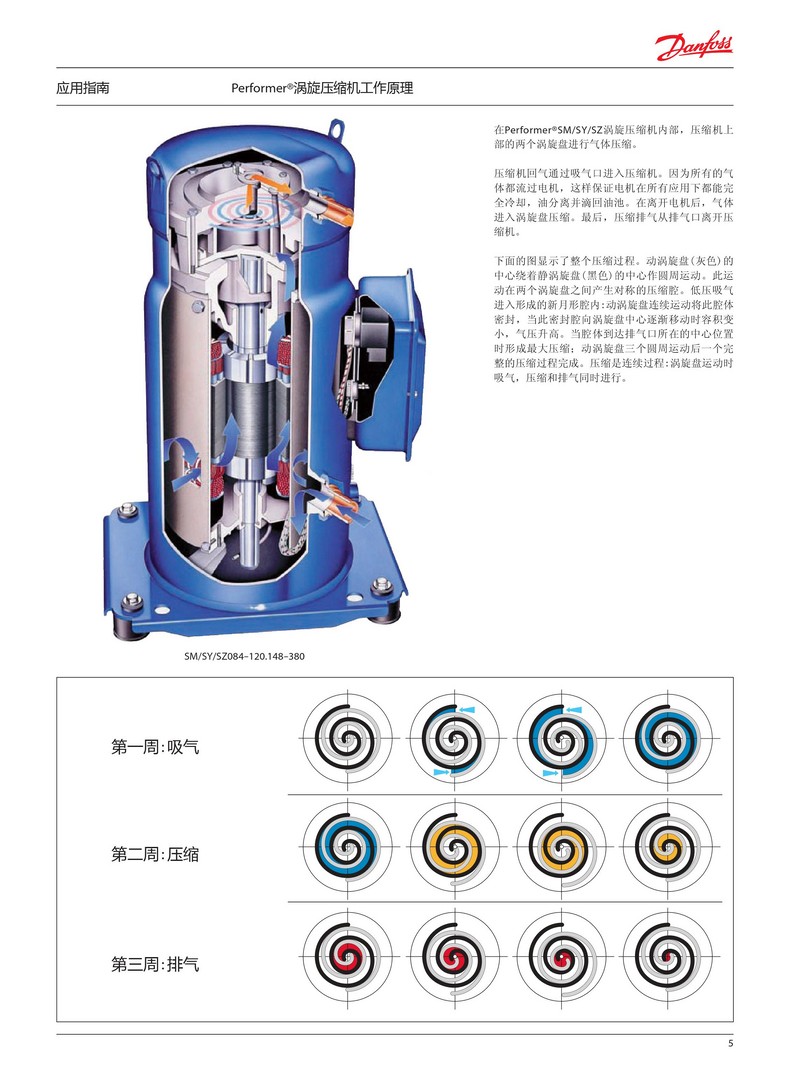 Danfoss
应用指南
Performer®涡旋压缩机工作原理
在Performer®SM/SY/SZ涡旋压缩机内部，压缩机上
部的两个涡旋盘进行气体压缩。
压缩机回气通过吸气口进入压缩机。因为所有的气
体都流过电机，这样保证电机在所有应用下都能完
全冷却，油分离并滴回油池。在离开电机后，气体
进入涡旋盘压缩。最后，压缩排气从排气口离开压
缩机。
下面的图显示了整个压缩过程。动涡旋盘(灰色)的
中心绕着静涡旋盘(黑色)的中心作圆周运动。此运
动在两个涡旋盘之间产生对称的压缩腔。低压吸气
进入形成的新月形腔内:动涡旋盘连续运动将此腔体
密封，当此密封腔向涡旋盘中心逐渐移动时容积变
小，气压升高。当腔体到达排气口所在的中心位置
时形成最大压缩；动涡旋盘三个圆周运动后一个完
整的压缩过程完成。压缩是连续过程:涡旋盘运动时
吸气，压缩和排气同时进行。
SM/SY/SZ084–120.148–380
第一周:吸气
第二周:压缩
第三周:排气
5